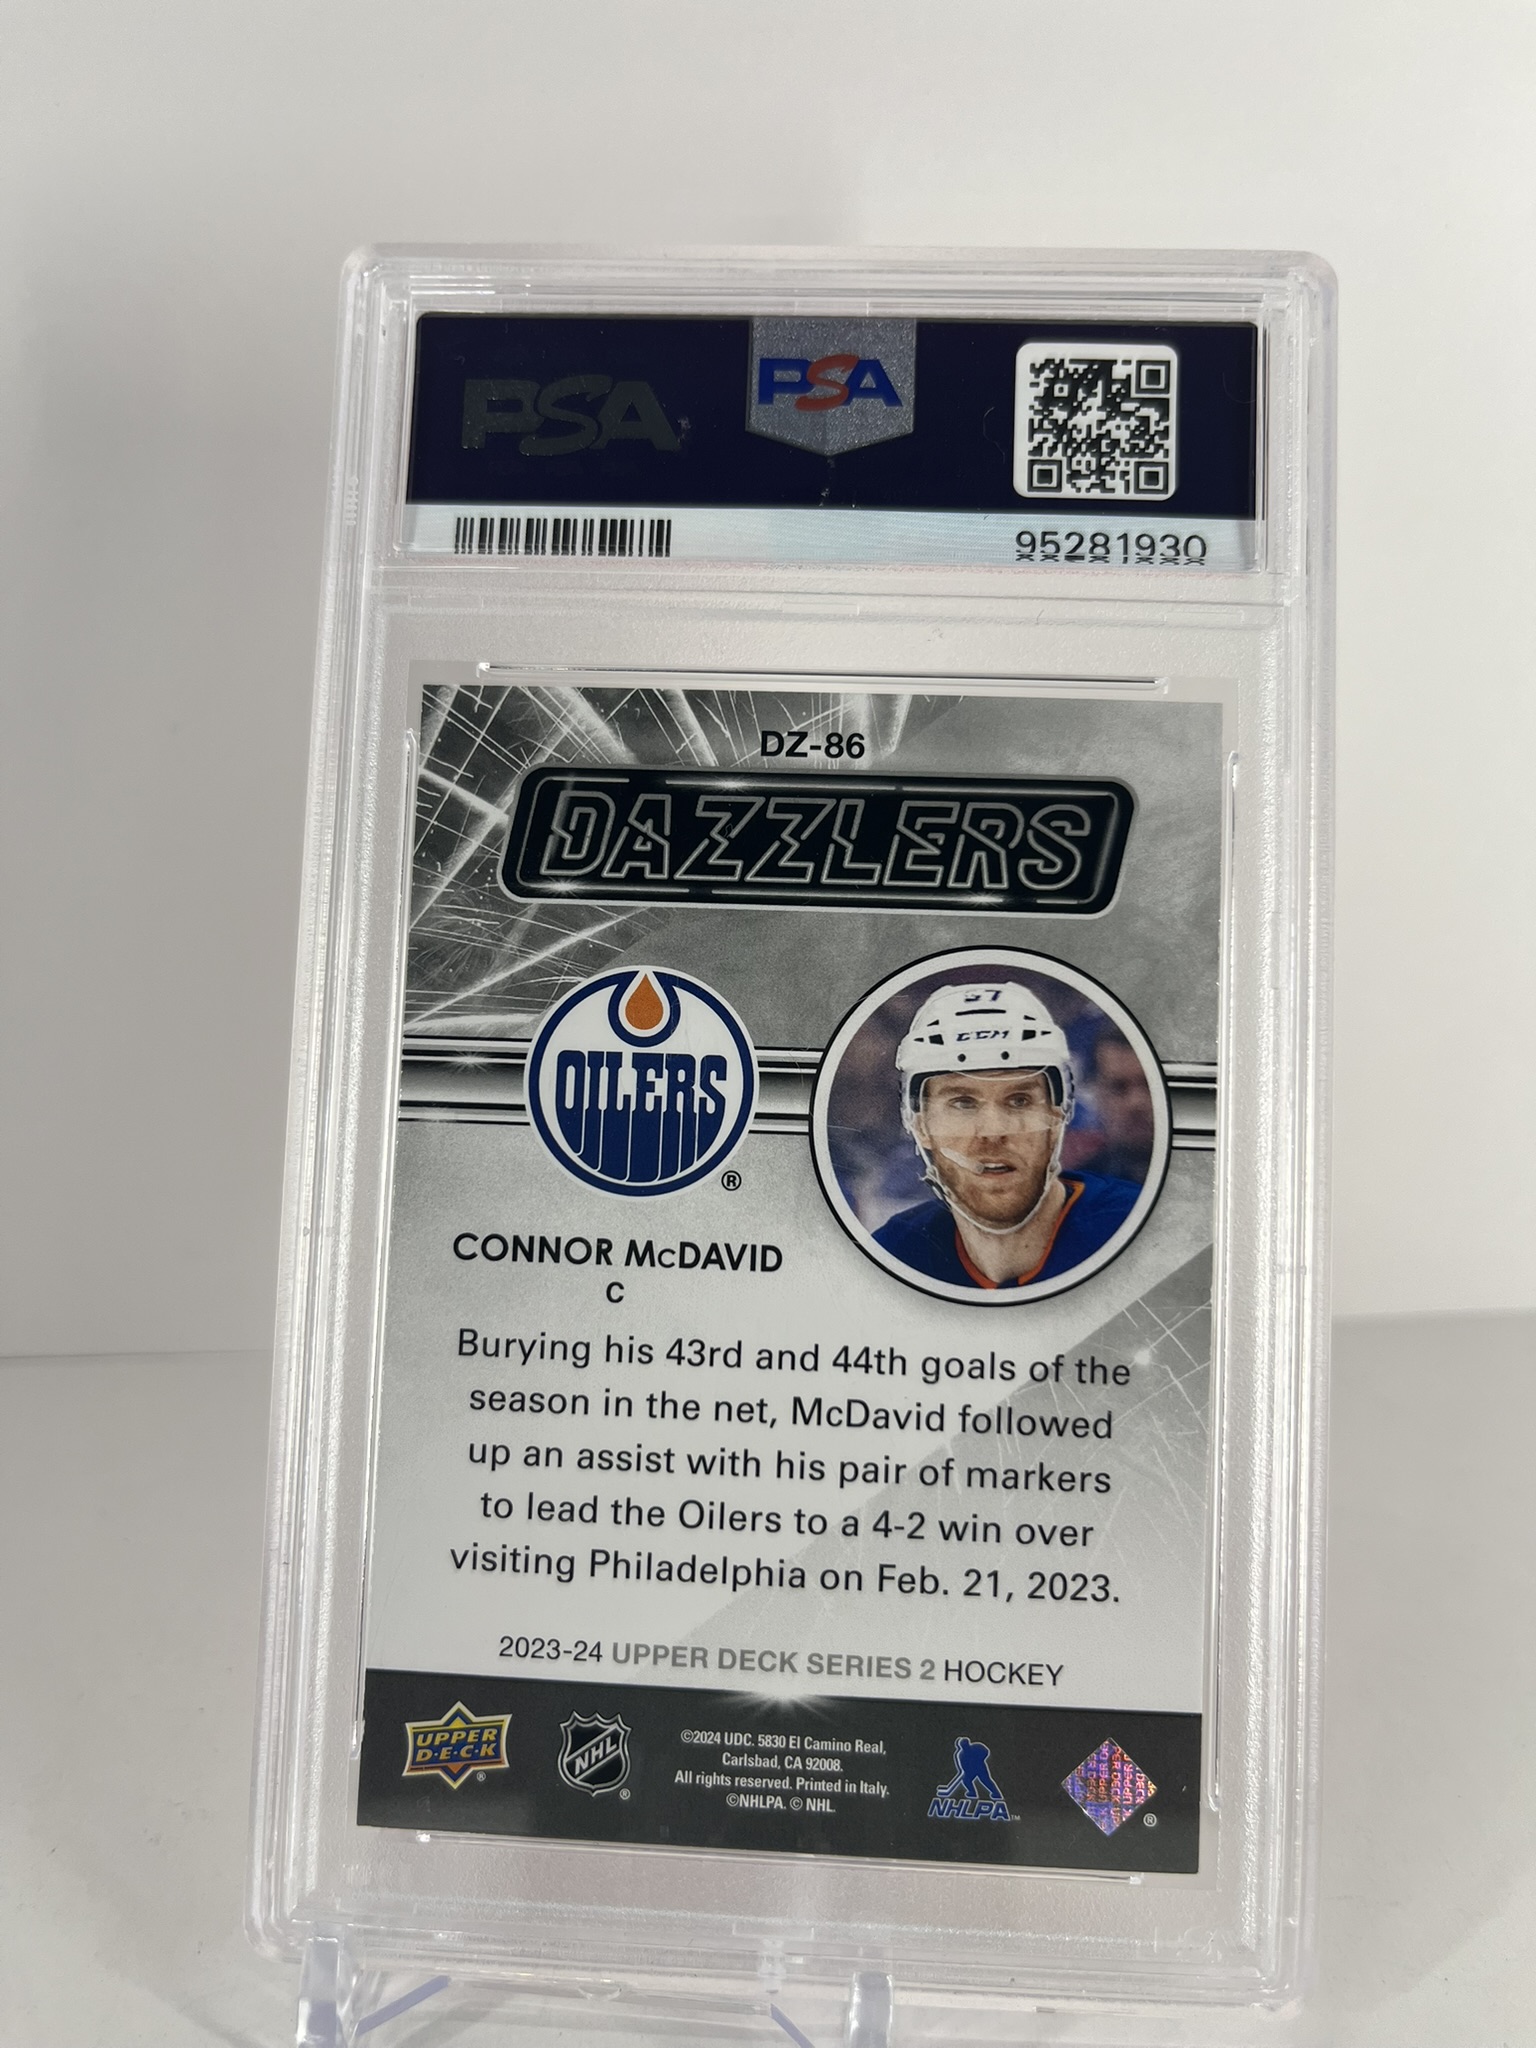 PSA
PSA
95281930
DZ-86
DAZZLERS
OILERS
®
97
CCM
CONNOR McDAVID
C
Burying his 43rd and 44th goals of the
season in the net, McDavid followed
up an assist with his pair of markers
to lead the Oilers to a 4-2 win over
visiting Philadelphia on Feb. 21, 2023.
2023-24 UPPER DECK SERIES 2 HOCKEY
UPPER
D·E·C·K
®
NHL
®
©2024 UDC. 5830 El Camino Real,
Carlsbad, CA 92008.
All rights reserved. Printed in Italy.
©NHLPA. © NHL.
NHLPA™
®